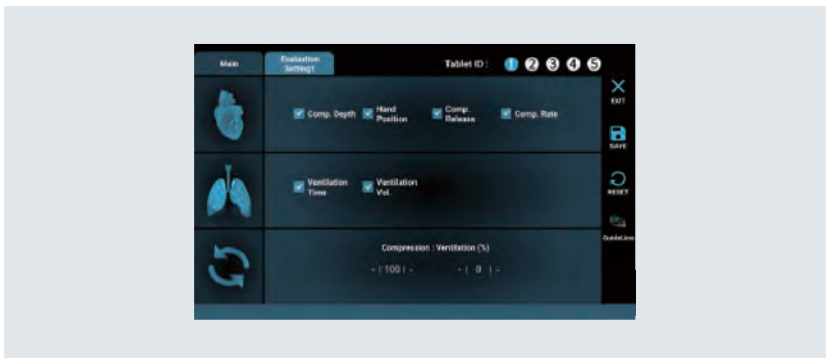 Main
Evaluation
Settings
Tablet ID :
1 2 3 4 5
EXIT
Comp. Depth
Hand
Position
Comp.
Release
Comp. Rate
SAVE
Ventilation
Time
Ventilation
Vol.
RESET
GuideLine
Compression : Ventilation (%)
- | 100 | -
- | 0 | -